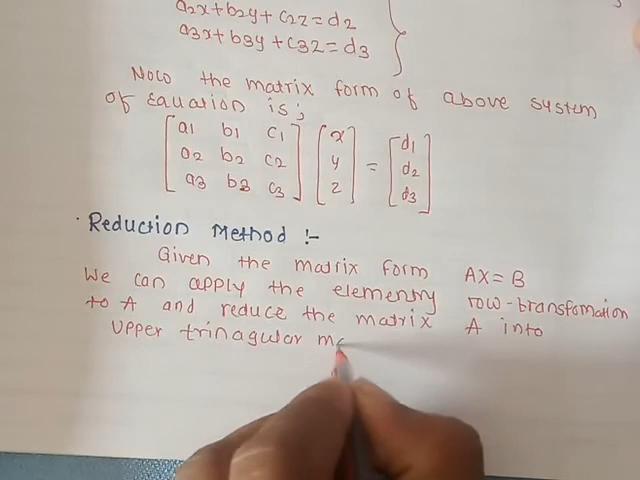 a2x+b2y+c2z=d2
a3x+b3y+c3z=d3
Now the matrix form of above system
of Equation is;
[a1 b1 c1] [x] [d1]
[a2 b2 c2] [y] = [d2]
[a3 b3 c3] [z] [d3]
Reduction Method :-
Given the matrix form AX=B
We can apply the elementry row-transfomation
to A and reduce the matrix A into
Upper trinagular ma